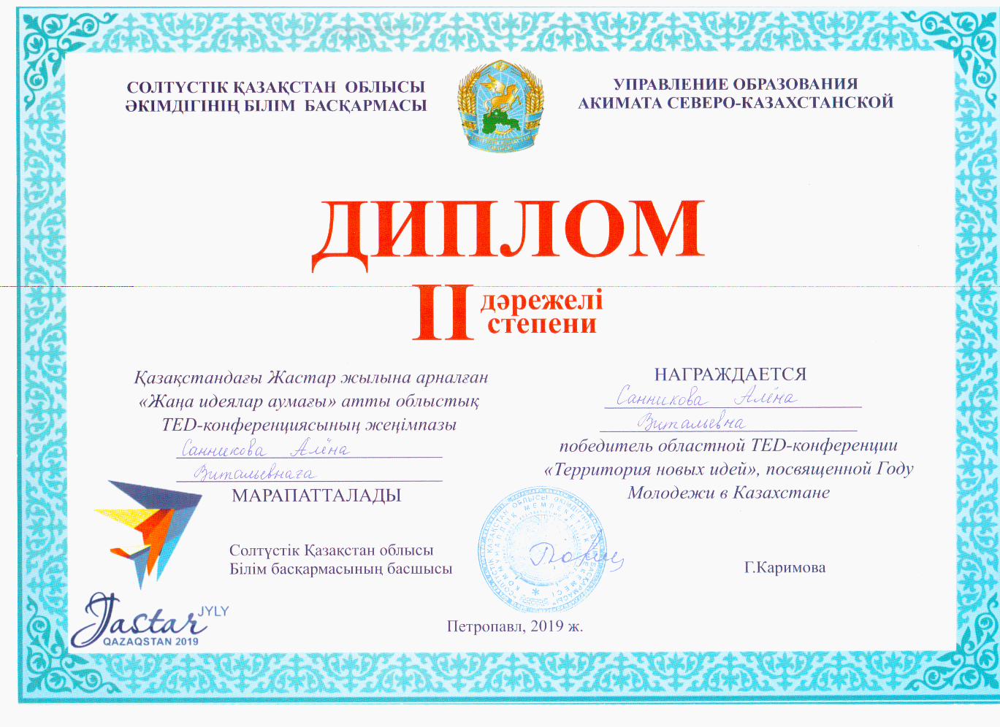 СОЛТҮСТІК ҚАЗАҚСТАН ОБЛЫСЫ
ӘКІМДІГІНІҢ БІЛІМ БАСҚАРМАСЫ
УПРАВЛЕНИЕ ОБРАЗОВАНИЯ
АКИМАТА СЕВЕРО-КАЗАХСТАНСКОЙ
ДИПЛОМ
II дәрежелі
степени
Қазақстандағы Жастар жылына арналған
«Жаңа идеялар аумағы» атты облыстық
TED-конференциясының жеңімпазы
Санникова Алёна
Витальевнаға
МАРАПАТТАЛАДЫ
НАГРАЖДАЕТСЯ
Санникова Алёна
Витальевна
победитель областной TED-конференции
«Территория новых идей», посвященной Году
Молодежи в Казахстане
Солтүстік Қазақстан облысы
Білім басқармасының басшысы
Г.Каримова
Jastar JYLY
QAZAQSTAN 2019
Петропавл, 2019 ж.